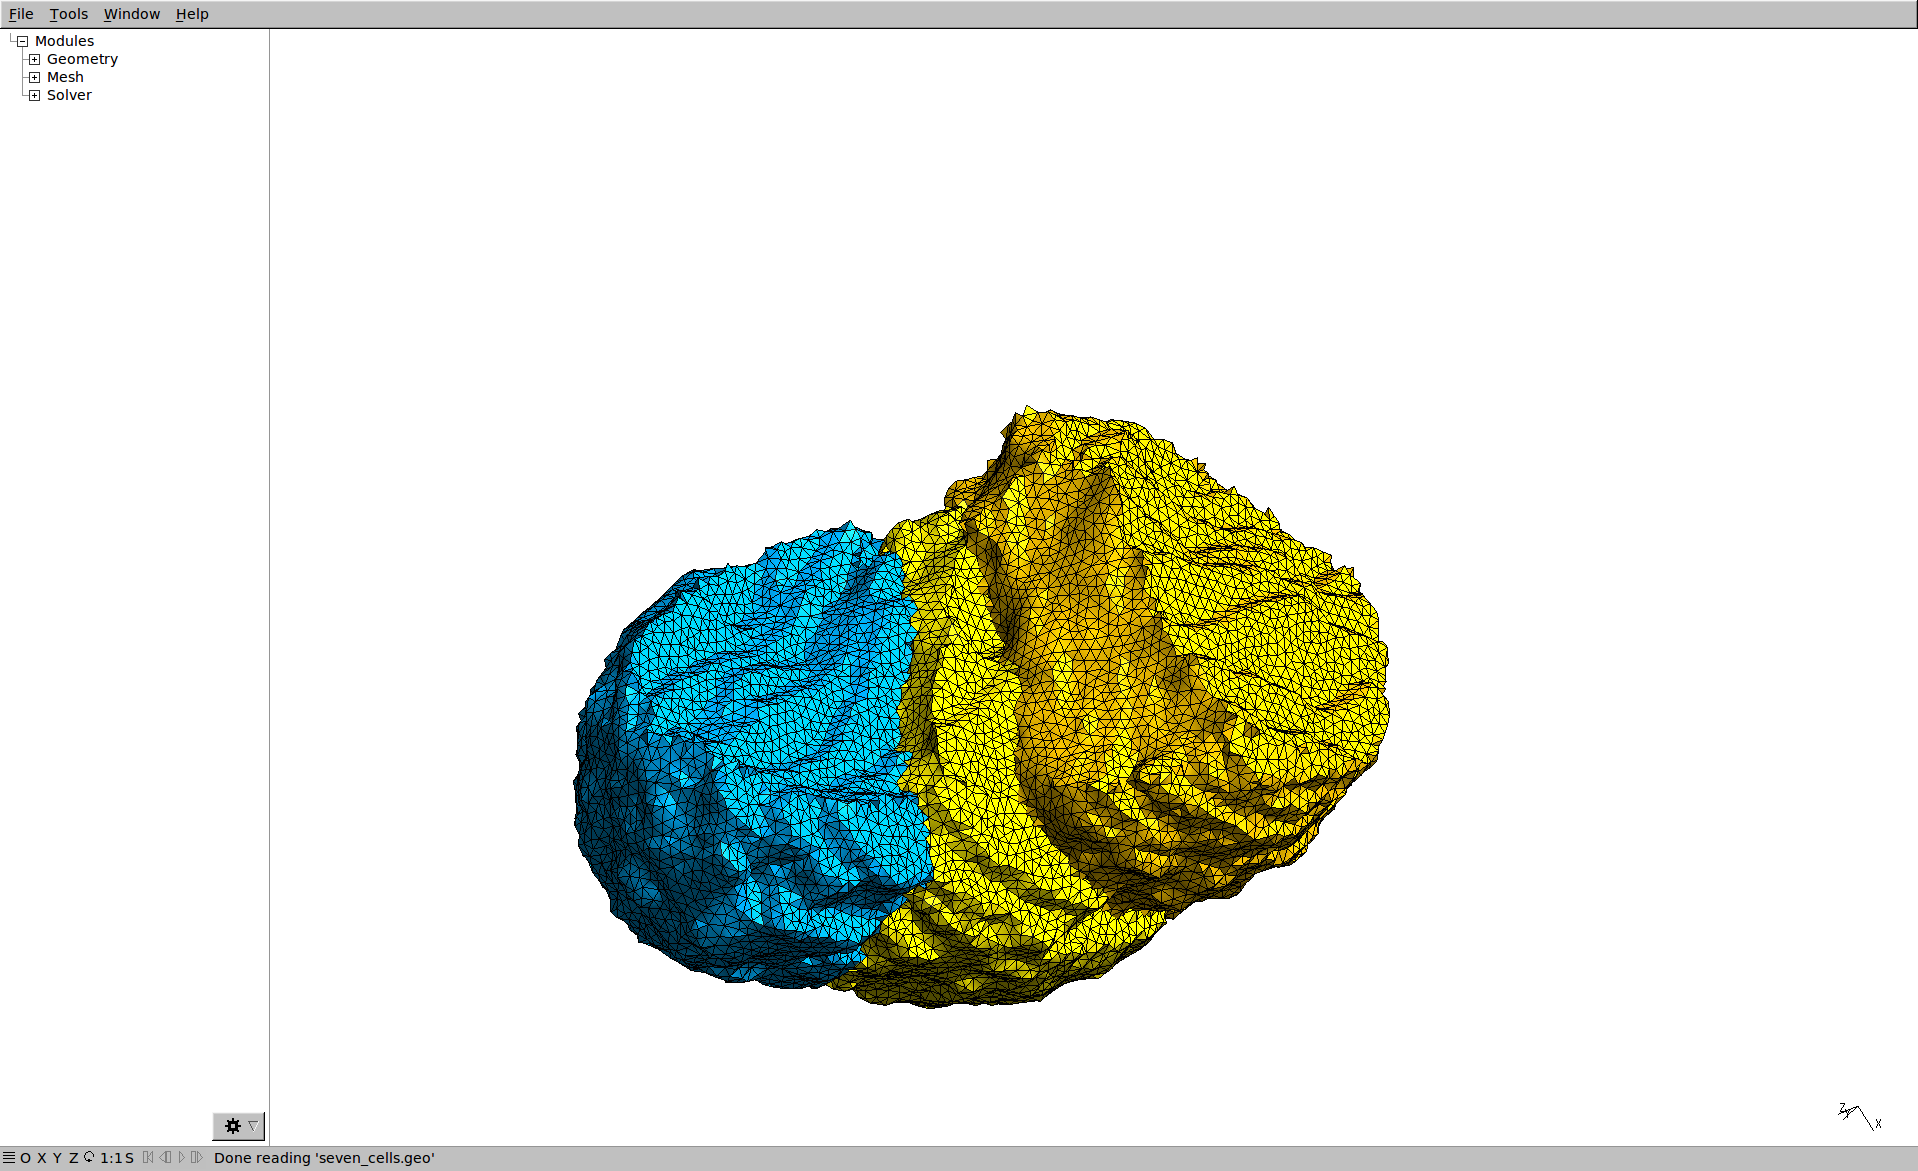 File Tools Window Help
Modules
Geometry
Mesh
Solver
Z Y X
O X Y Z 1:1 S Done reading 'seven_cells.geo'